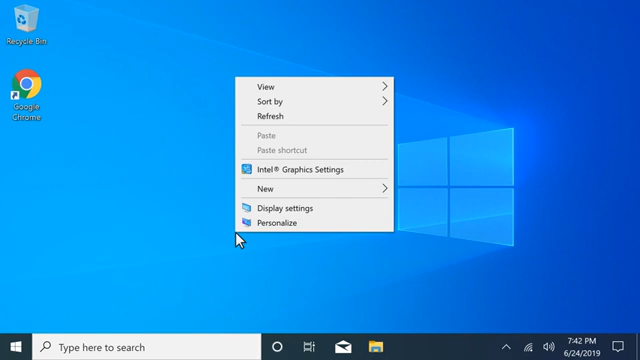 Recycle Bin
Google
Chrome
View
Sort by
Refresh
Paste
Paste shortcut
Intel® Graphics Settings
New
Display settings
Personalize
Type here to search
7:42 PM
6/24/2019